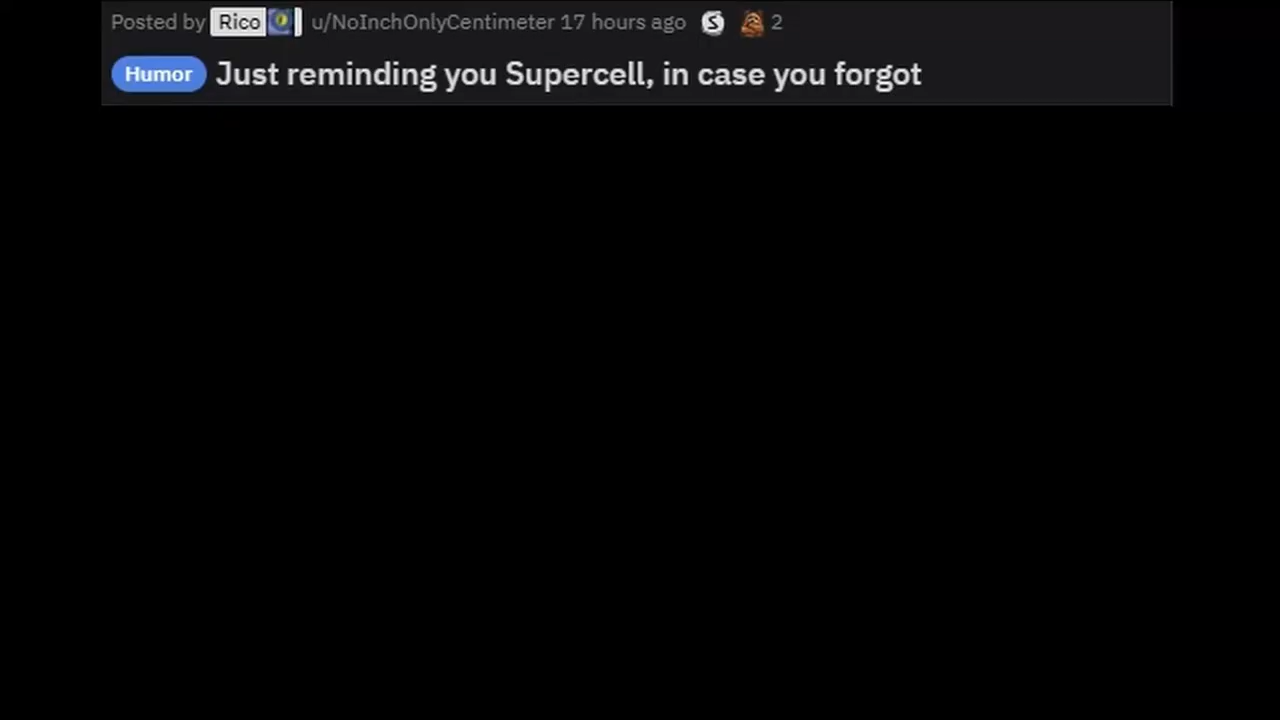 Posted by Rico u/NoInchOnlyCentimeter 17 hours ago S 2
Humor Just reminding you Supercell, in case you forgot